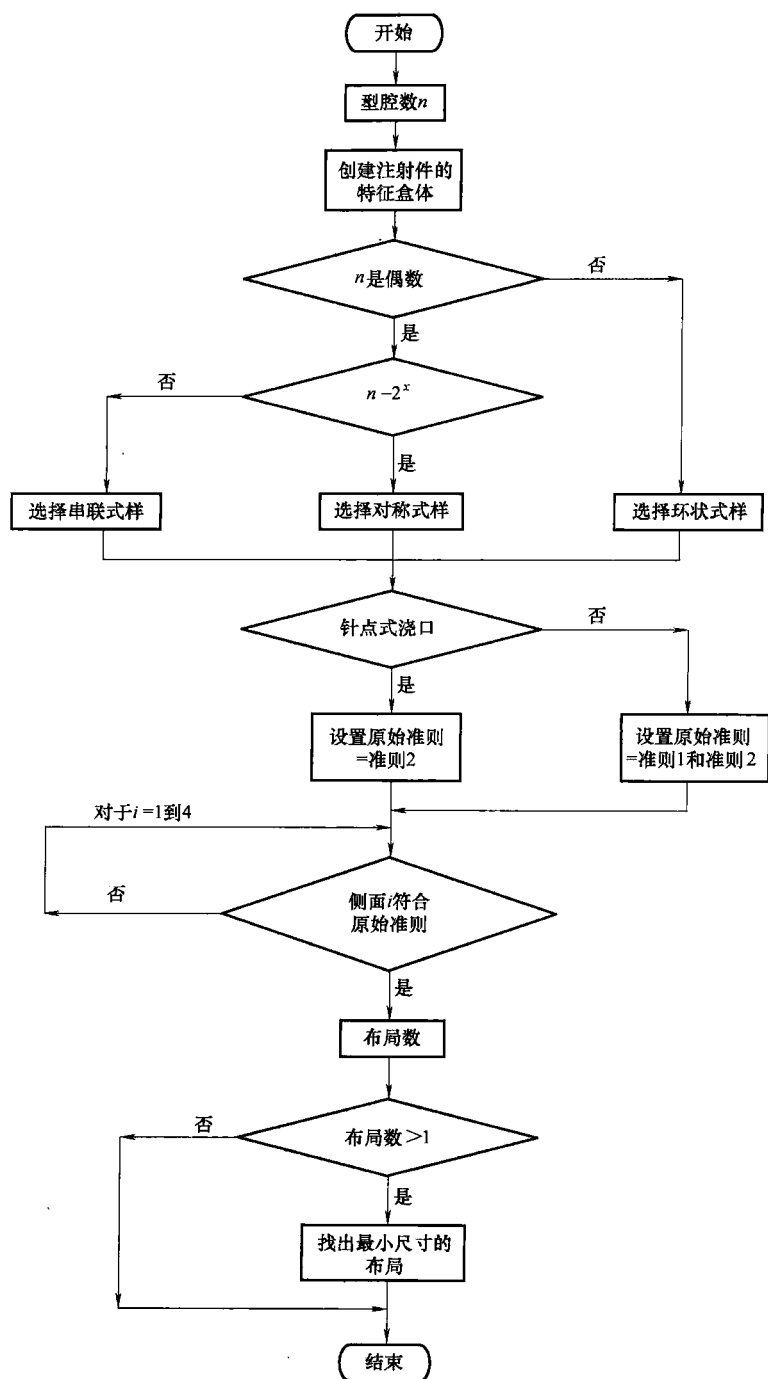 开始
型腔数n
创建注射件的
特征盒体
n是偶数
否
是
n-2^x
否
是
选择串联式样
选择对称式样
选择环状式样
针点式浇口
否
是
设置原始准则
=准则2
设置原始准则
=准则1和准则2
对于i=1到4
否
侧面i符合
原始准则
是
布局数
否
布局数>1
是
找出最小尺寸的
布局
结束